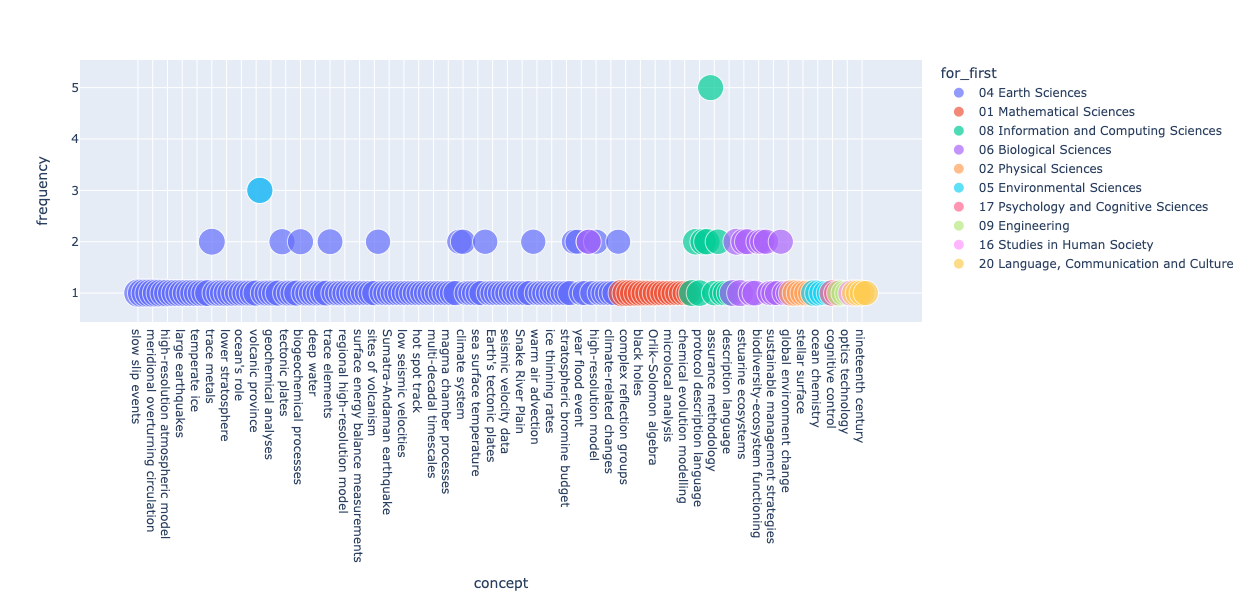 for_first
04 Earth Sciences
01 Mathematical Sciences
08 Information and Computing Sciences
06 Biological Sciences
02 Physical Sciences
05 Environmental Sciences
17 Psychology and Cognitive Sciences
09 Engineering
16 Studies in Human Society
20 Language, Communication and Culture
frequency
5
4
3
2
1
slow slip events
meridional overturning circulation
high-resolution atmospheric model
large earthquakes
temperate ice
trace metals
lower stratosphere
ocean's role
volcanic province
geochemical analyses
tectonic plates
biogeochemical processes
deep water
trace elements
regional high-resolution model
surface energy balance measurements
sites of volcanism
Sumatra-Andaman earthquake
low seismic velocities
hot spot track
multi-decadal timescales
magma chamber processes
climate system
sea surface temperature
Earth's tectonic plates
seismic velocity data
Snake River Plain
warm air advection
ice thinning rates
stratospheric bromine budget
year flood event
high-resolution model
climate-related changes
complex reflection groups
black holes
Orlik–Solomon algebra
microlocal analysis
chemical evolution modelling
protocol description language
assurance methodology
description language
estuarine ecosystems
biodiversity-ecosystem functioning
sustainable management strategies
global environment change
stellar surface
ocean chemistry
cognitive control
optics technology
nineteenth century
concept